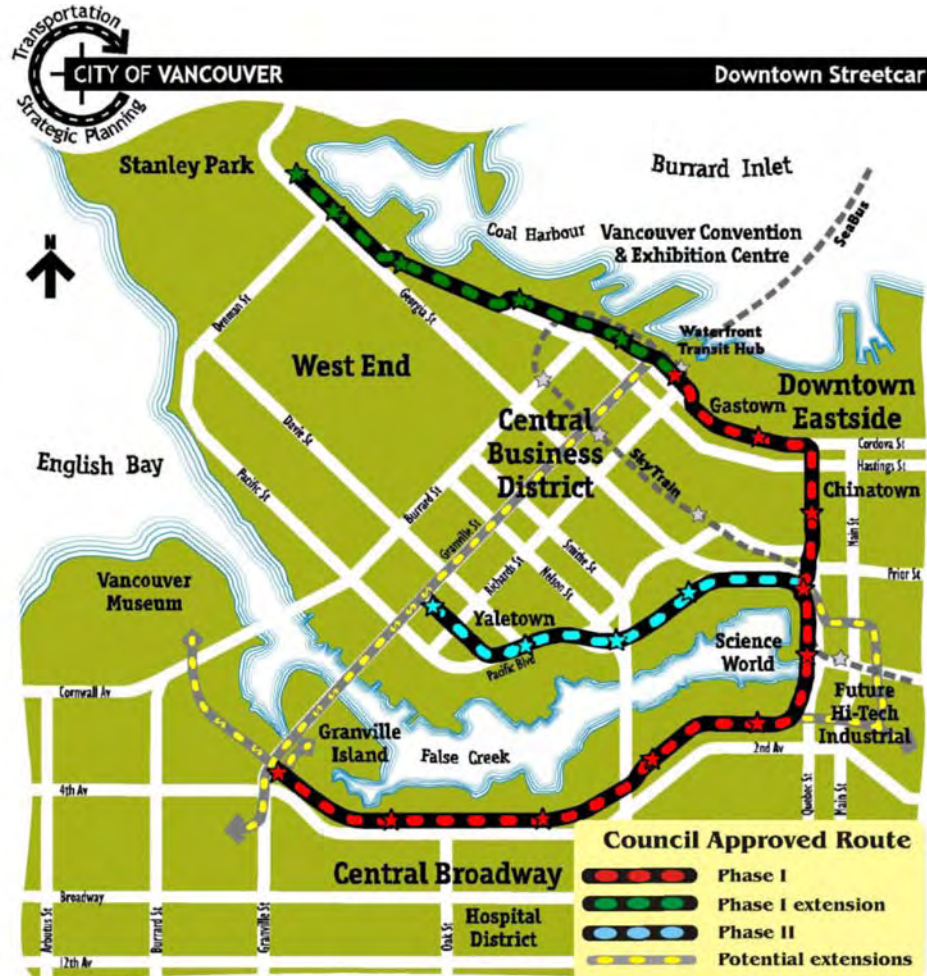 Transportation
Strategic Planning
CITY OF VANCOUVER
Downtown Streetcar
Stanley Park
Burrard Inlet
SeaBus
Coal Harbour
Vancouver Convention
& Exhibition Centre
N
Denman St
Georgia St
Waterfront
Transit Hub
West End
Downtown
Eastside
Gastown
Central
Business
District
Cordova St
Hastings St
Davie St
SkyTrain
English Bay
Pacific St
Burrard St
Chinatown
Main St
Granville St
Smithe St
Richards St
Nelson St
Prior St
Vancouver
Museum
Yaletown
Pacific Blvd
Science
World
Cornwall Av
Future
Hi-Tech
Industrial
Granville
Island
False Creek
2nd Av
4th Av
Quebec St
Main St
Central Broadway
Broadway
Hospital
District
Arbutus St
Burrard St
Granville St
Oak St
12th Av
Council Approved Route
Phase I
Phase I extension
Phase II
Potential extensions